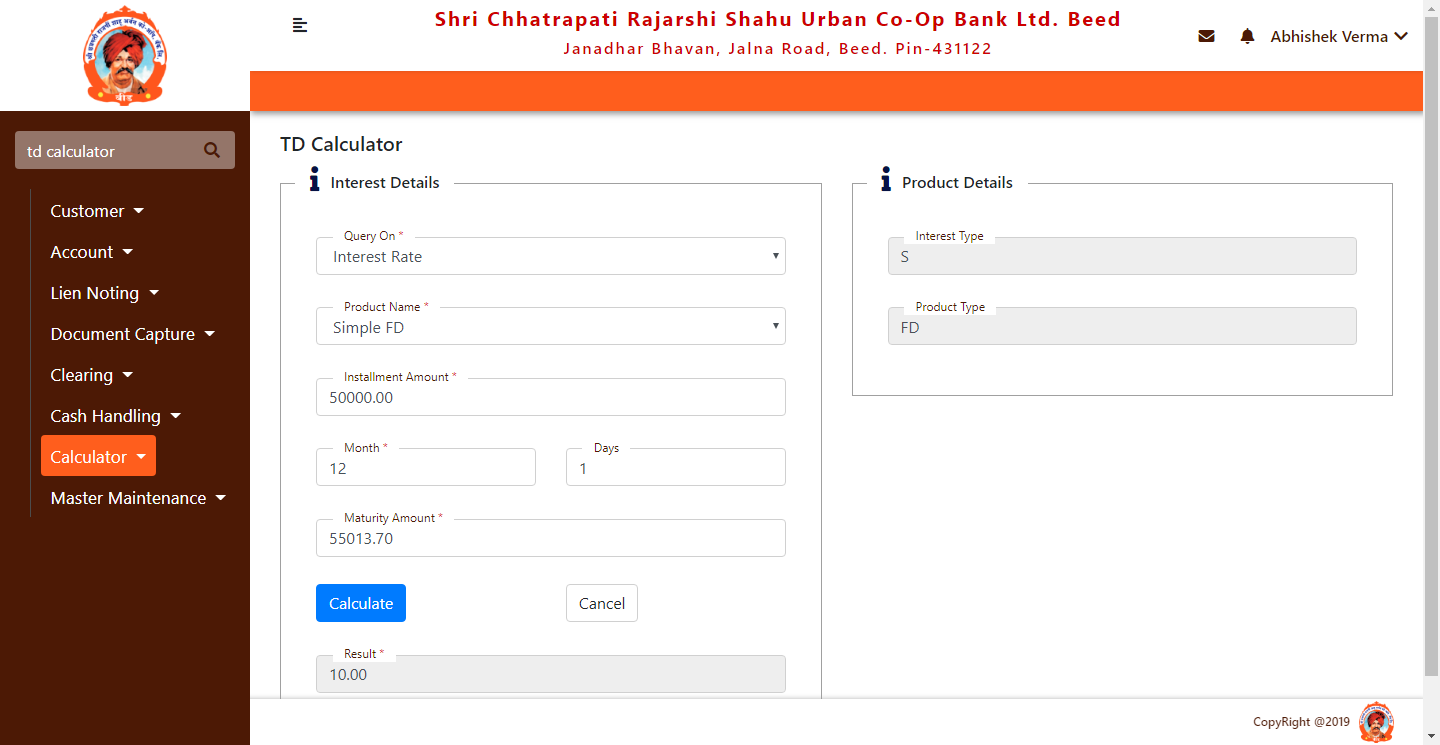 Shri Chhatrapati Rajarshi Shahu Urban Co-Op Bank Ltd. Beed
Janadhar Bhavan, Jalna Road, Beed. Pin-431122
Abhishek Verma
बीड
td calculator
Customer
Account
Lien Noting
Document Capture
Clearing
Cash Handling
Calculator
Master Maintenance
TD Calculator
Interest Details
Query On *
Interest Rate
Product Name *
Simple FD
Installment Amount *
50000.00
Month *
12
Days
1
Maturity Amount *
55013.70
Calculate
Cancel
Result *
10.00
Product Details
Interest Type
S
Product Type
FD
CopyRight @2019